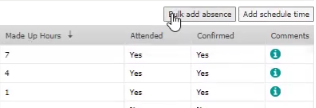 Bulk add absence Add schedule time
Made Up Hours ↓ Attended Confirmed Comments
7 Yes Yes
4 Yes Yes
1 Yes Yes